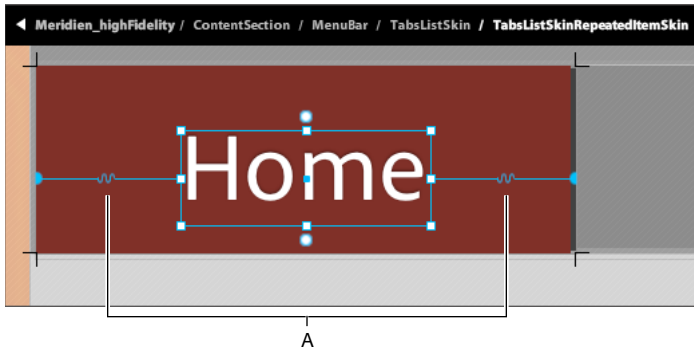 Meridien_highFidelity / ContentSection / MenuBar / TabsListSkin / TabsListSkinRepeatedItemSkin
Home
A